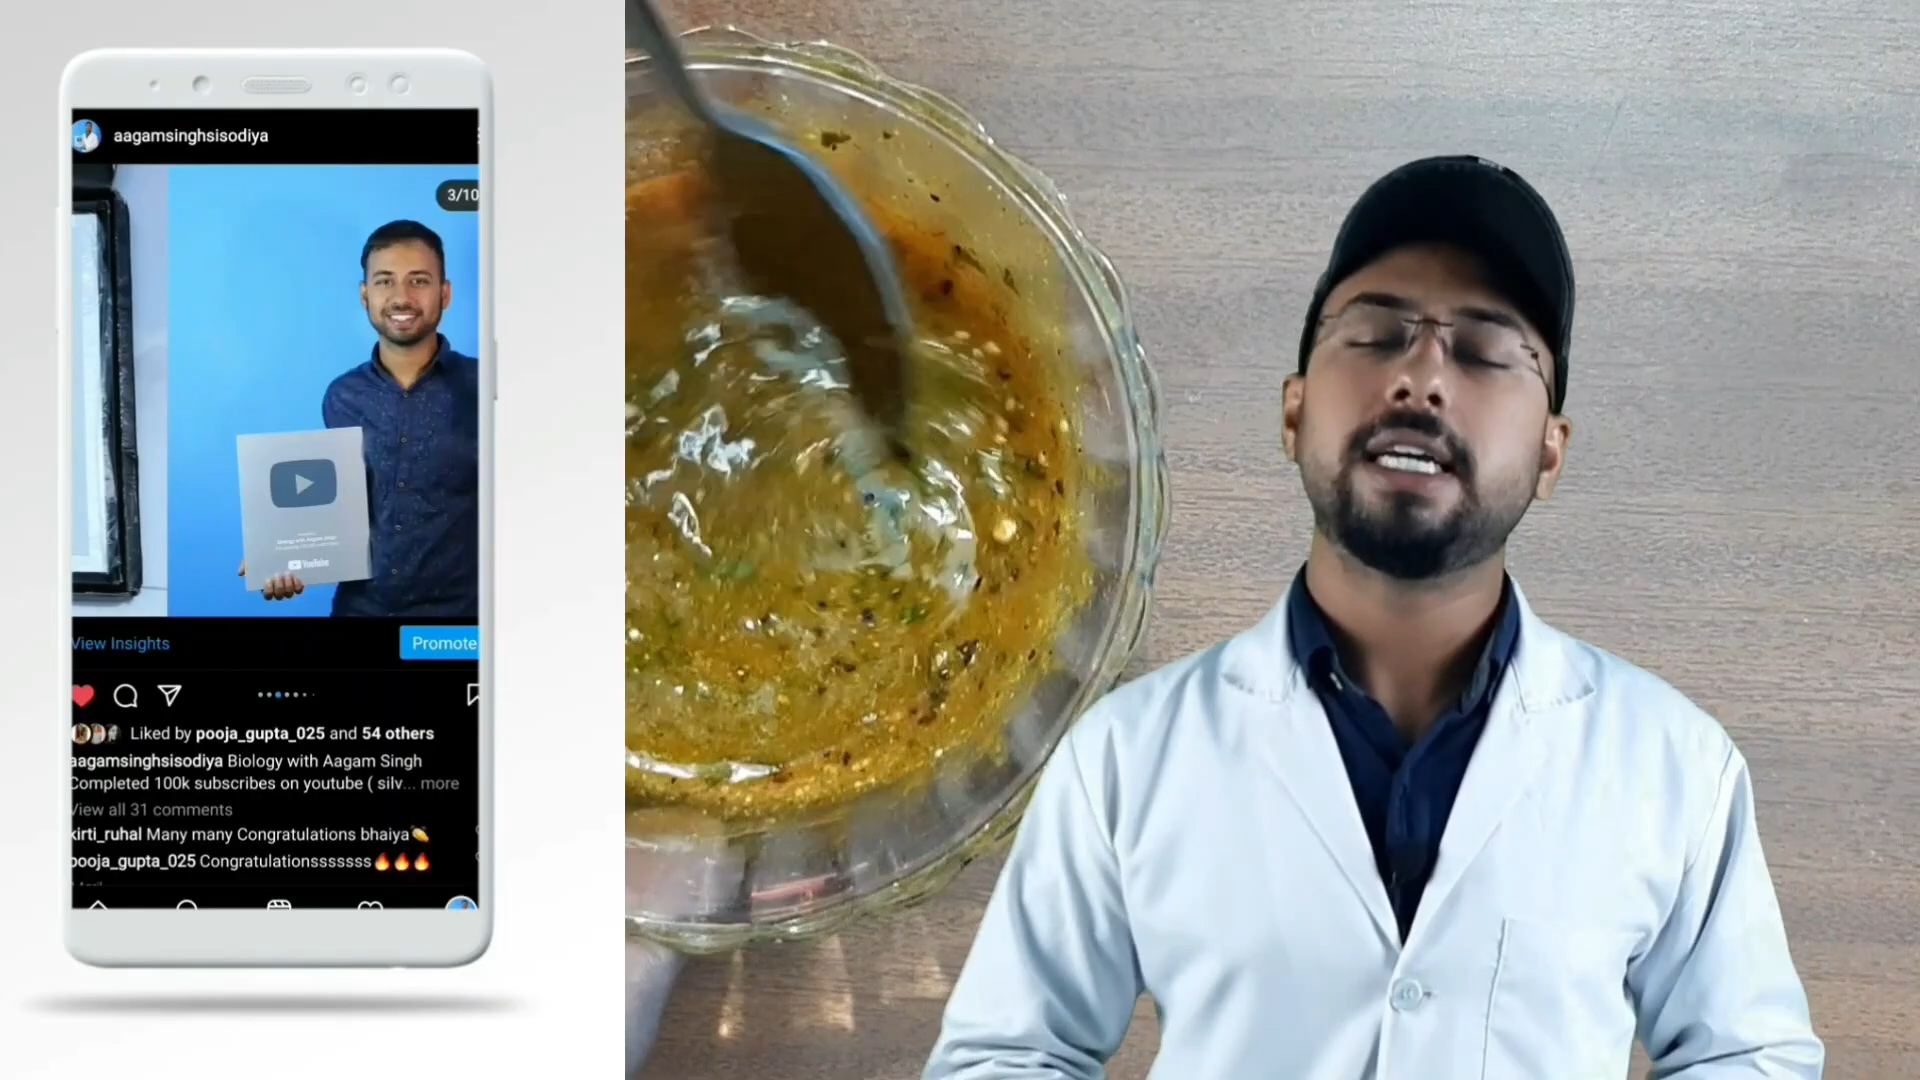 aagamsinghsisodiya
3/10
YouTube
View Insights
Promote
Liked by pooja_gupta_025 and 54 others
aagamsinghsisodiya Biology with Aagam Singh
Completed 100k subscribes on youtube ( silv... more
View all 31 comments
kirti_ruhal Many many Congratulations bhaiya
pooja_gupta_025 Congratulationsssssss🔥🔥🔥